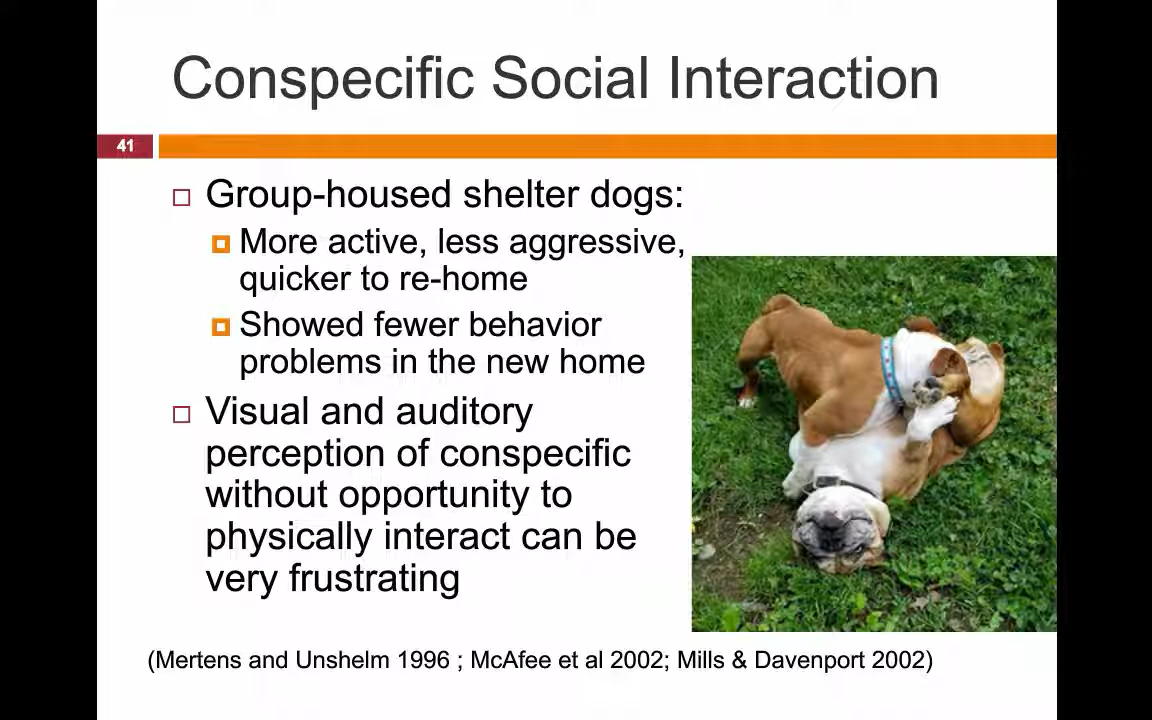 Conspecific Social Interaction
41
Group-housed shelter dogs:
More active, less aggressive,
quicker to re-home
Showed fewer behavior
problems in the new home
Visual and auditory
perception of conspecific
without opportunity to
physically interact can be
very frustrating
(Mertens and Unshelm 1996 ; McAfee et al 2002; Mills & Davenport 2002)